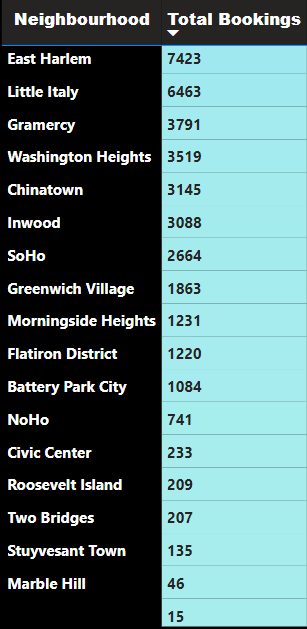 Neighbourhood Total Bookings
East Harlem 7423
Little Italy 6463
Gramercy 3791
Washington Heights 3519
Chinatown 3145
Inwood 3088
SoHo 2664
Greenwich Village 1863
Morningside Heights 1231
Flatiron District 1220
Battery Park City 1084
NoHo 741
Civic Center 233
Roosevelt Island 209
Two Bridges 207
Stuyvesant Town 135
Marble Hill 46
15